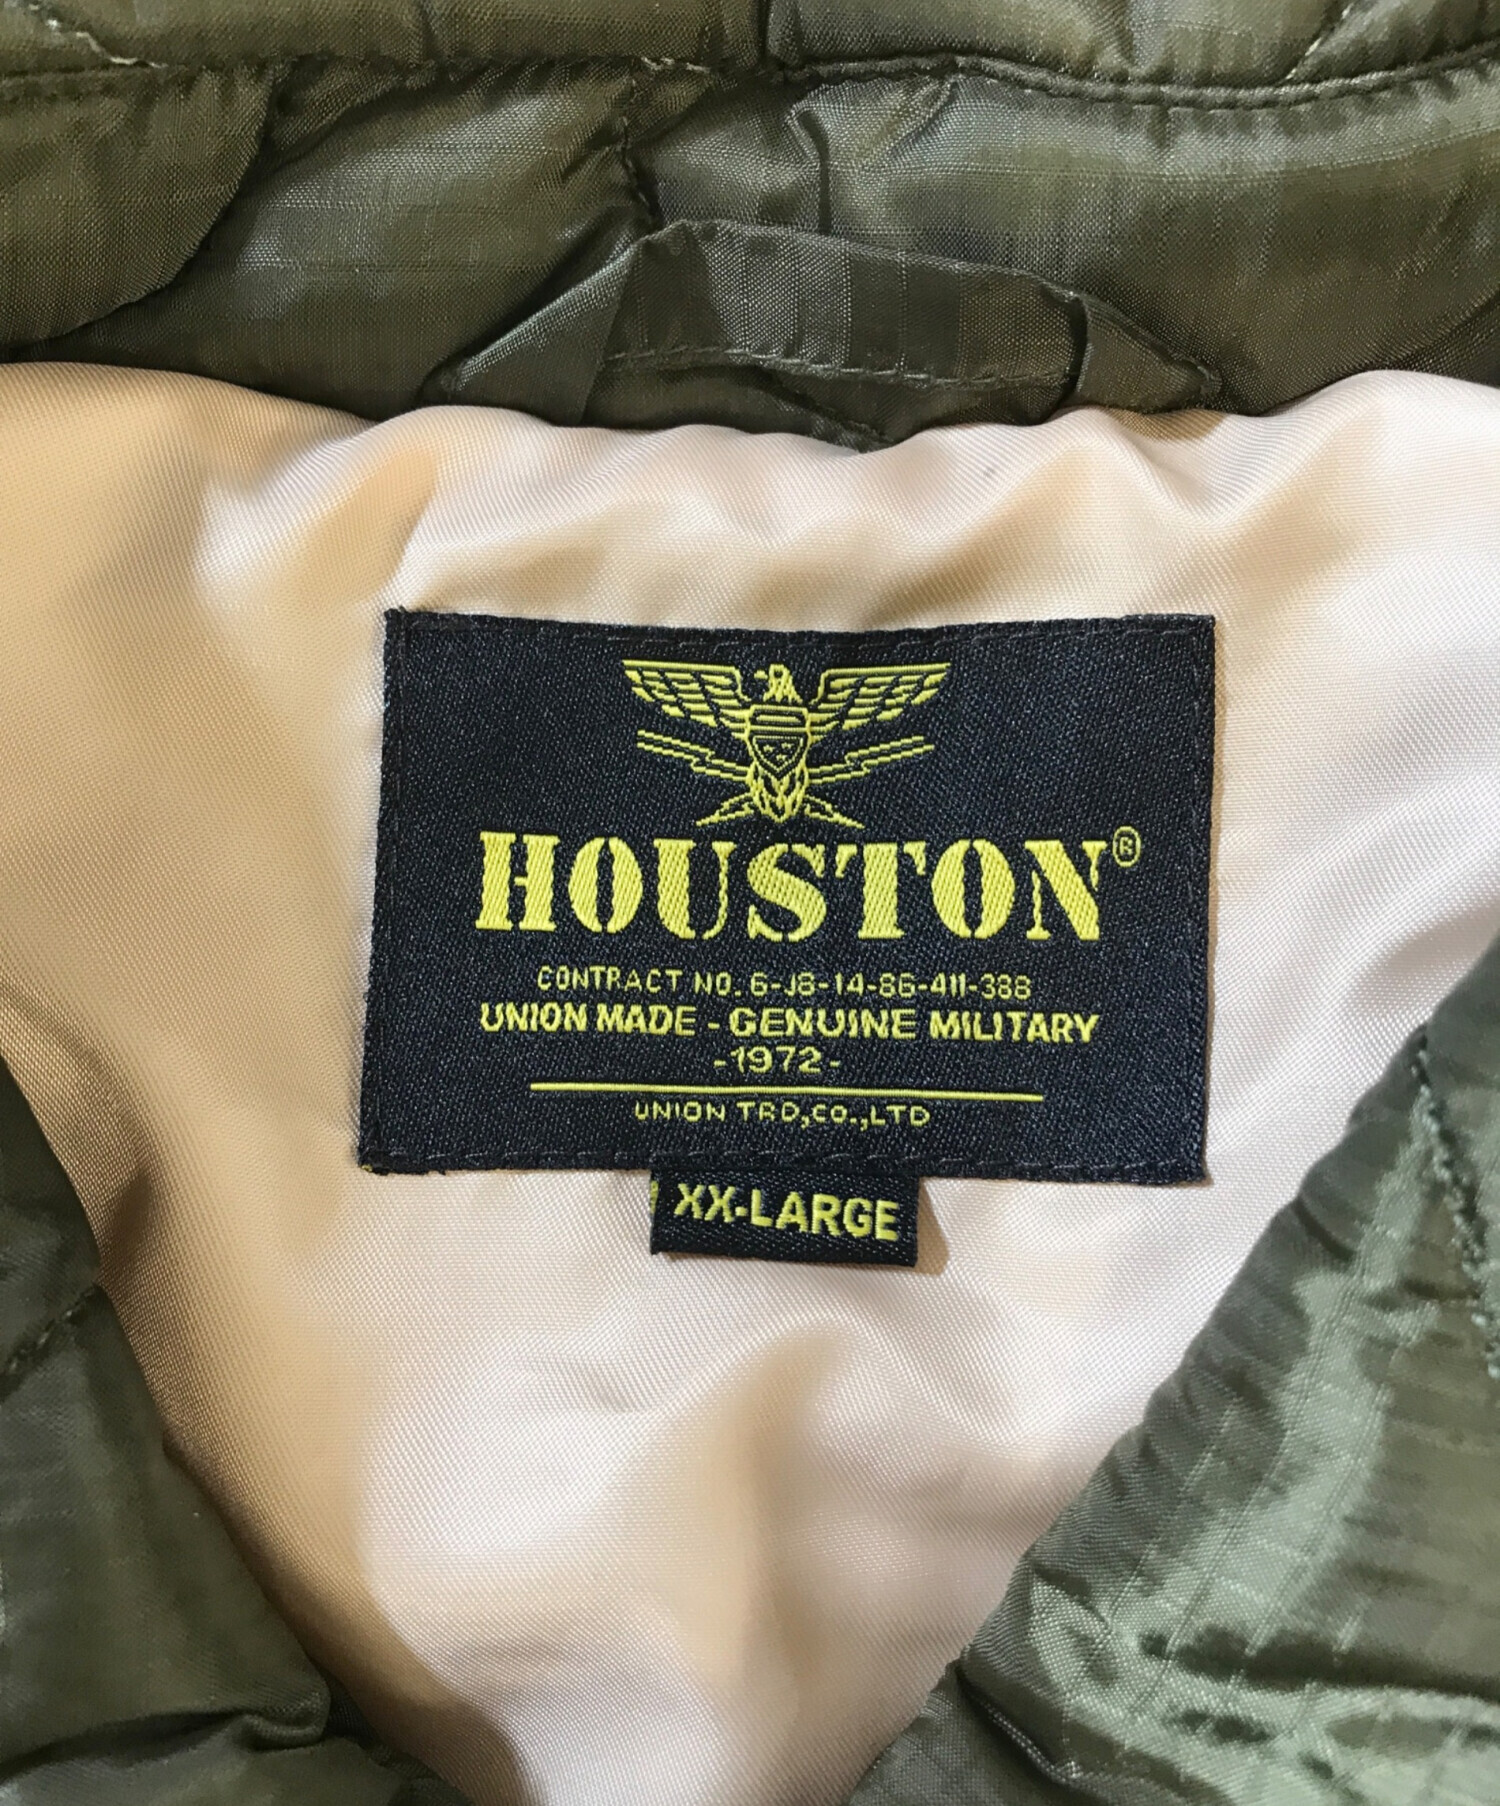 HOUSTON®
CONTRACT NO. 6-J8-14-86-411-388
UNION MADE - GENUINE MILITARY
-1972-
UNION TRD,CO.,LTD
XX-LARGE